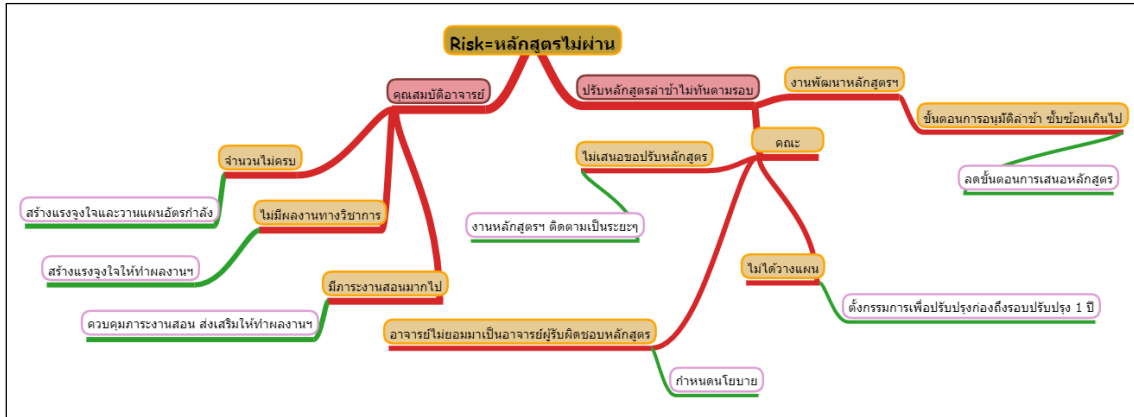 Risk=หลักสูตรไม่ผ่าน
คุณสมบัติอาจารย์
จำนวนไม่ครบ
สร้างแรงจูงใจและวานแผนอัตรกำลัง
ไม่มีผลงานทางวิชาการ
สร้างแรงจูงใจให้ทำผลงานฯ
มีภาระงานสอนมากไป
ควบคุมภาระงานสอน ส่งเสริมให้ทำผลงานฯ
ปรับหลักสูตรล่าช้าไม่ทันตามรอบ
งานพัฒนาหลักสูตรฯ
ขั้นตอนการอนุมัติล่าช้า ซั้บซ้อนเกินไป
ลดขั้นตอนการเสนอหลักสูตร
คณะ
ไม่เสนอขอปรับหลักสูตร
งานหลักสูตรฯ ติดตามเป็นระยะๆ
ไม่ได้วางแผน
ตั้งกรรมการเพื่อปรับปรุงก่องถึงรอบปรับปรุง 1 ปี
อาจารย์ไม่ยอมมาเป็นอาจารย์ผู้รับผิดชอบหลักสูตร
กำหนดนโยบาย